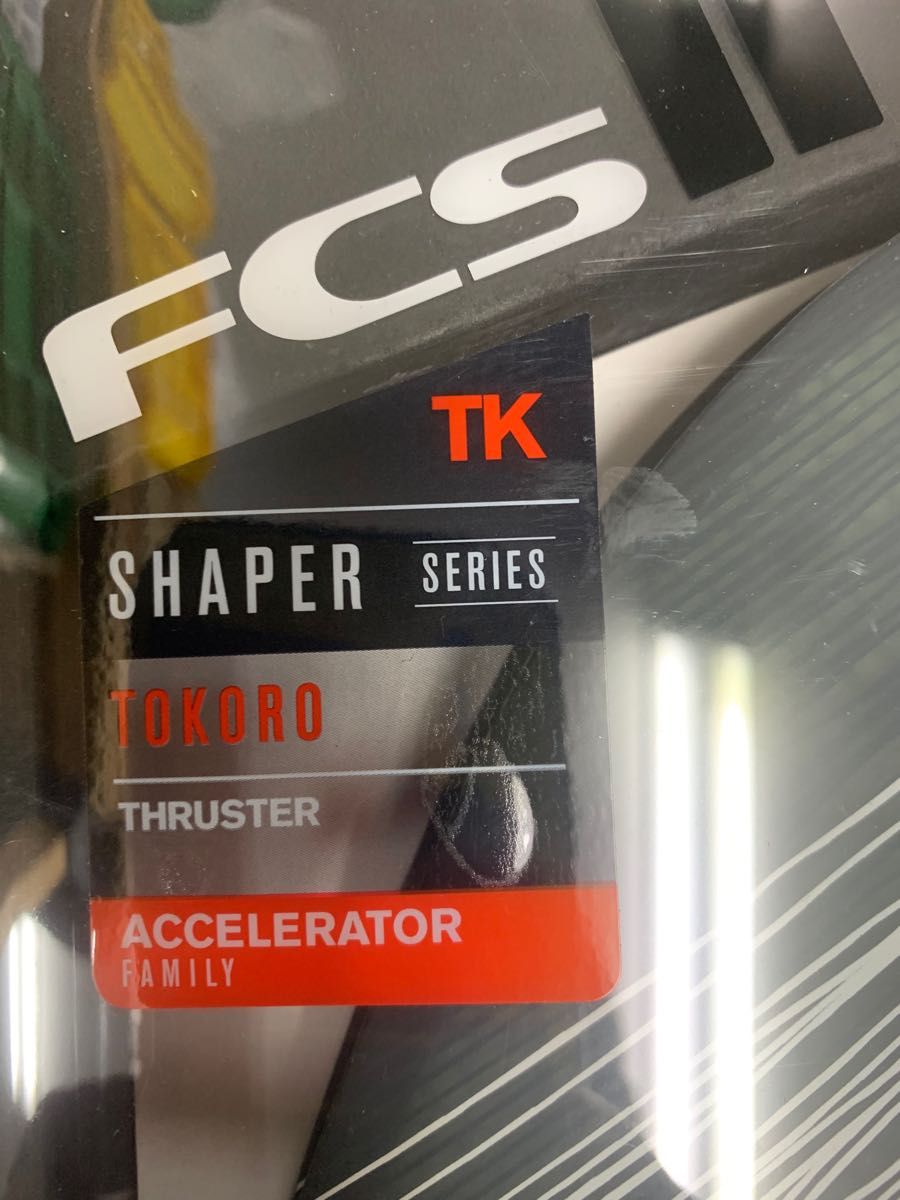 FCS II
TK
SHAPER SERIES
TOKORO
THRUSTER
ACCELERATOR
FAMILY